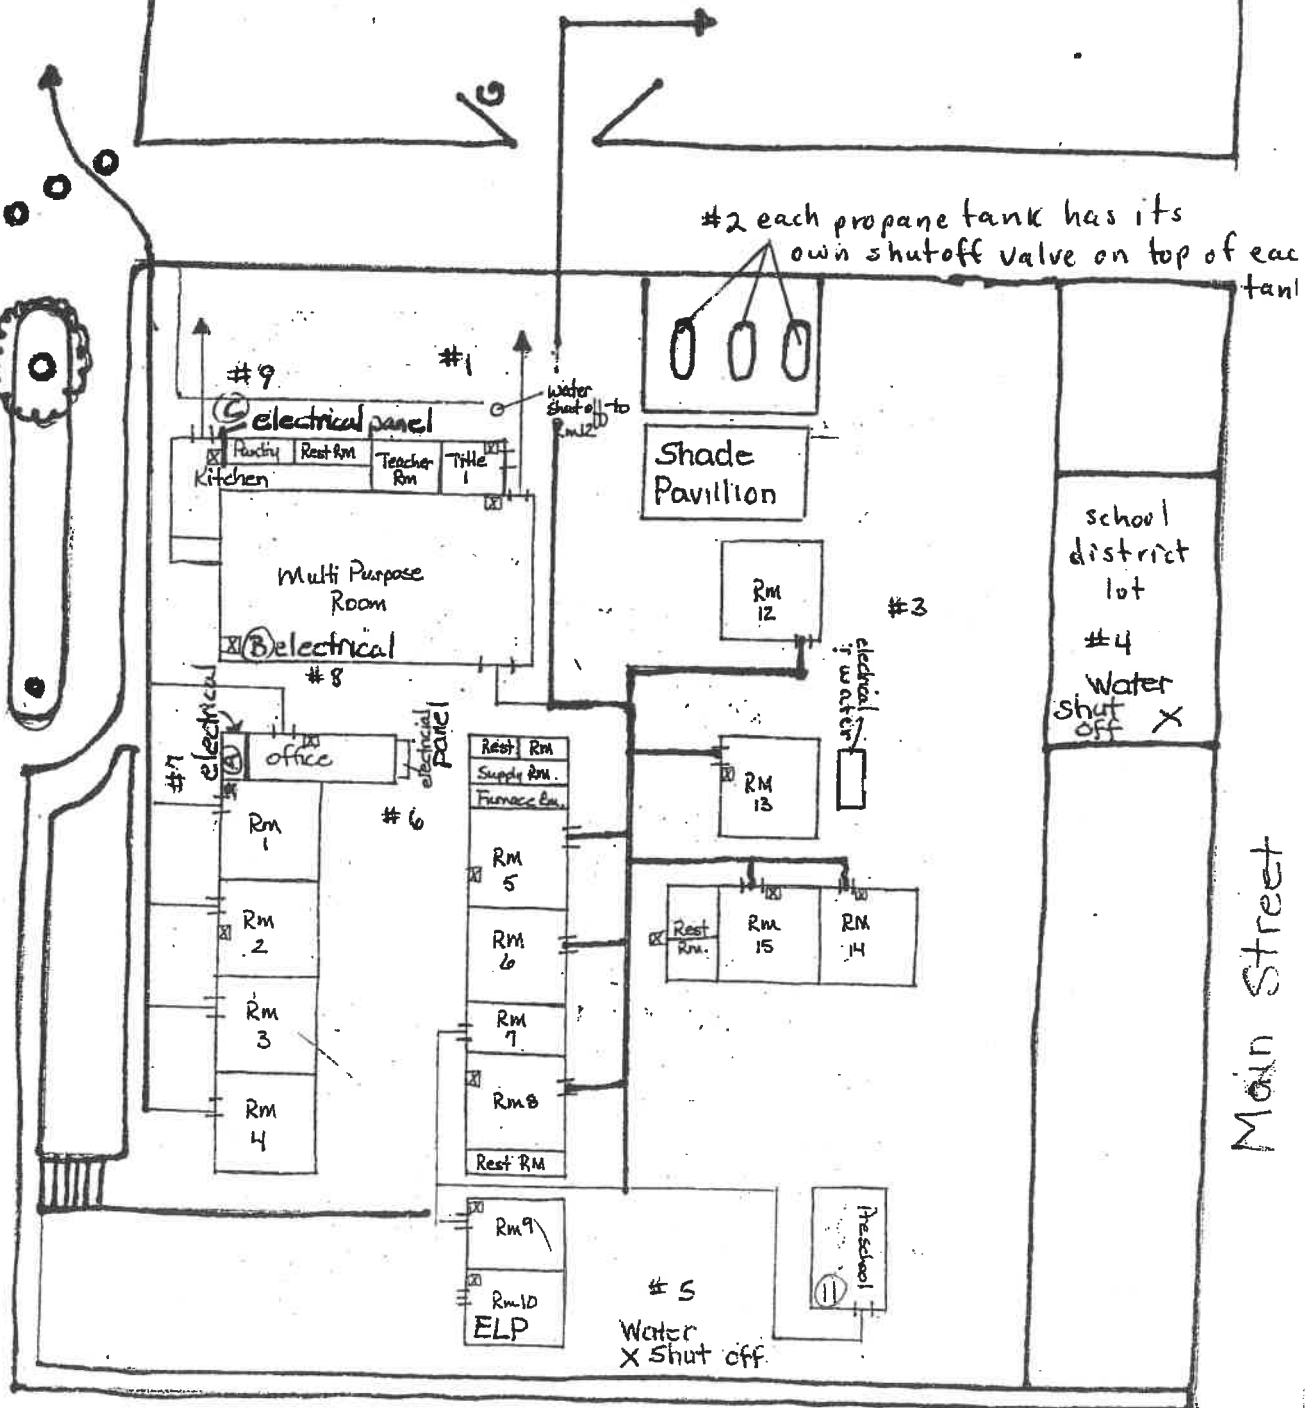 G
#2 each propane tank has its
own shutoff valve on top of eac
tan
#9
#1
Water
Shut off to
Rm12
C electrical panel
Pantry
Rest Rm
Kitchen
Teacher
Rm
Title
1
Shade
Pavillion
Multi Purpose
Room
B electrical
#8
Rm
12
#3
school
district
lot
#4
Water
Shut
off X
electrical
& water
electrical
#7
A
office
electrical
panel
#6
Rest Rm
Supply Rm.
Furnace Rm.
Rm
1
Rm
2
Rm
3
Rm
4
Rm
5
Rm
6
Rm
7
Rm8
Rest RM
RM
13
Rest
Rm.
Rm
15
RM
14
Main Street
Rm9
Rm10
ELP
Preschool
11
#5
Water
X Shut off